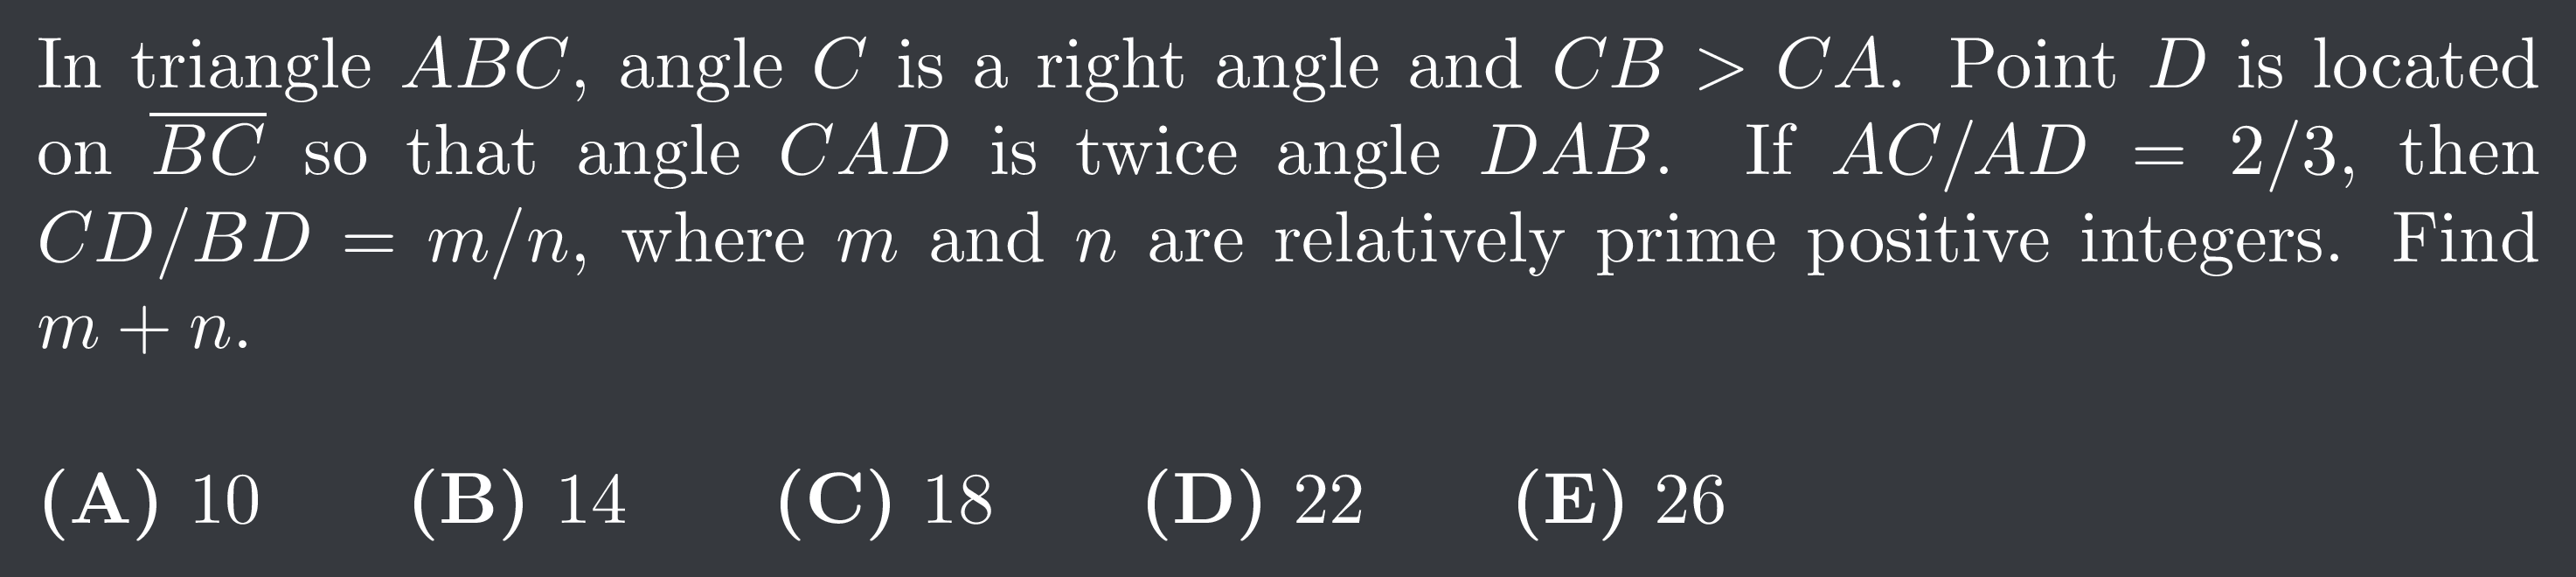 In triangle ABC, angle C is a right angle and CB > CA. Point D is located
on \overline{BC} so that angle CAD is twice angle DAB. If AC/AD = 2/3, then
CD/BD = m/n, where m and n are relatively prime positive integers. Find
m + n.
(A) 10 (B) 14 (C) 18 (D) 22 (E) 26